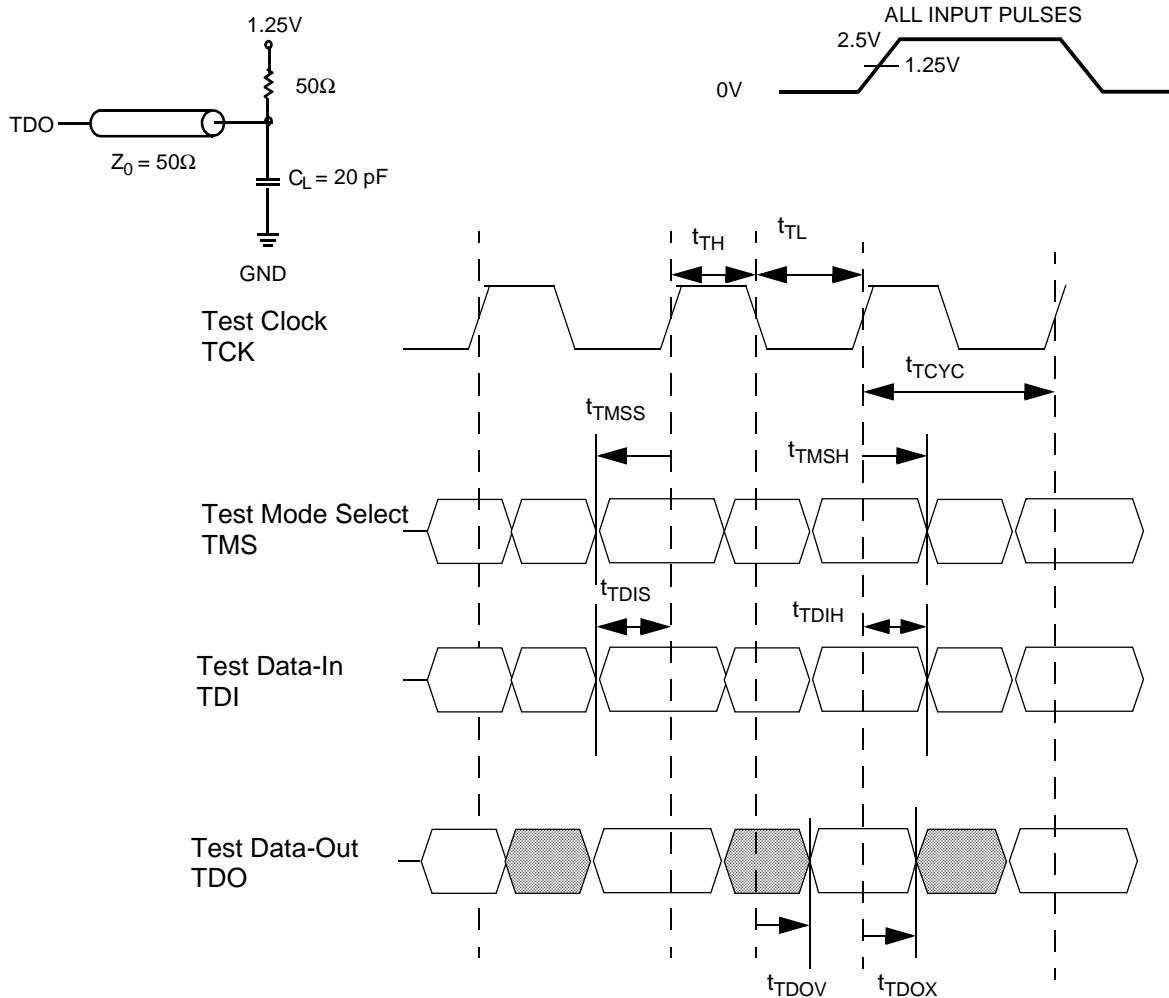 1.25V
50Ω
TDO
Z0 = 50Ω
CL = 20 pF
GND
ALL INPUT PULSES
2.5V
1.25V
0V
tTH
tTL
Test Clock
TCK
tTCYC
tTMSS
tTMSH
Test Mode Select
TMS
tTDIS
tTDIH
Test Data-In
TDI
Test Data-Out
TDO
tTDOV
tTDOX